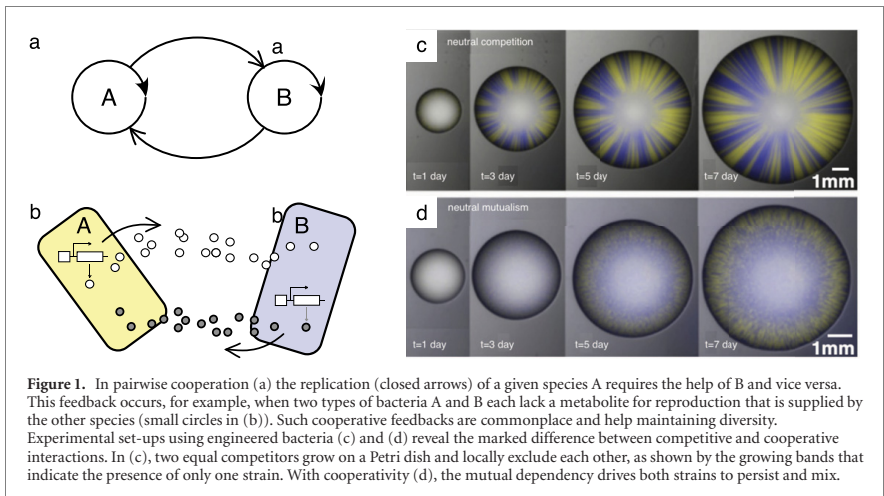 a
a
A
B
b
b
A
B
c
neutral competition
t=1 day
t=3 day
t=5 day
t=7 day
1mm
d
neutral mutualism
t=1 day
t=3 day
t=5 day
t=7 day
1mm
Figure 1. In pairwise cooperation (a) the replication (closed arrows) of a given species A requires the help of B and vice versa.
This feedback occurs, for example, when two types of bacteria A and B each lack a metabolite for reproduction that is supplied by
the other species (small circles in (b)). Such cooperative feedbacks are commonplace and help maintaining diversity.
Experimental set-ups using engineered bacteria (c) and (d) reveal the marked difference between competitive and cooperative
interactions. In (c), two equal competitors grow on a Petri dish and locally exclude each other, as shown by the growing bands that
indicate the presence of only one strain. With cooperativity (d), the mutual dependency drives both strains to persist and mix.